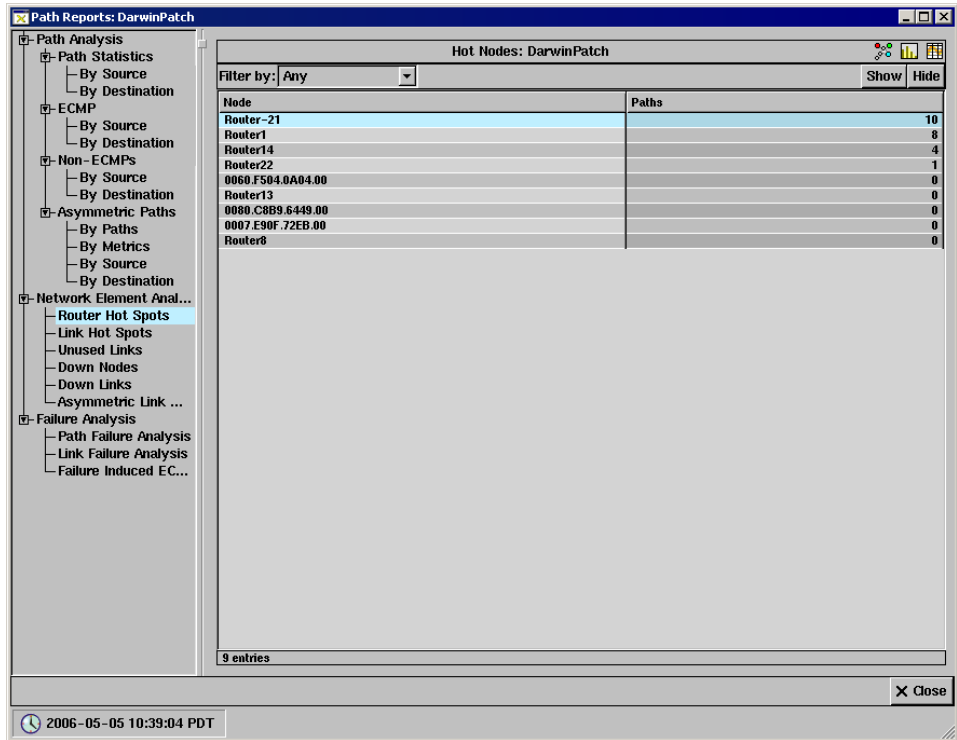 Path Reports: DarwinPatch
Path Analysis
Path Statistics
By Source
By Destination
ECMP
By Source
By Destination
Non-ECMPs
By Source
By Destination
Asymmetric Paths
By Paths
By Metrics
By Source
By Destination
Network Element Anal...
Router Hot Spots
Link Hot Spots
Unused Links
Down Nodes
Down Links
Asymmetric Link ...
Failure Analysis
Path Failure Analysis
Link Failure Analysis
Failure Induced EC...
Hot Nodes: DarwinPatch
Filter by: Any Show Hide
Node Paths
Router-21 10
Router1 8
Router14 4
Router22 1
0060.F504.0A04.00 0
Router13 0
0080.C8B9.6449.00 0
0007.E90F.72EB.00 0
Router8 0
9 entries
Close
2006-05-05 10:39:04 PDT